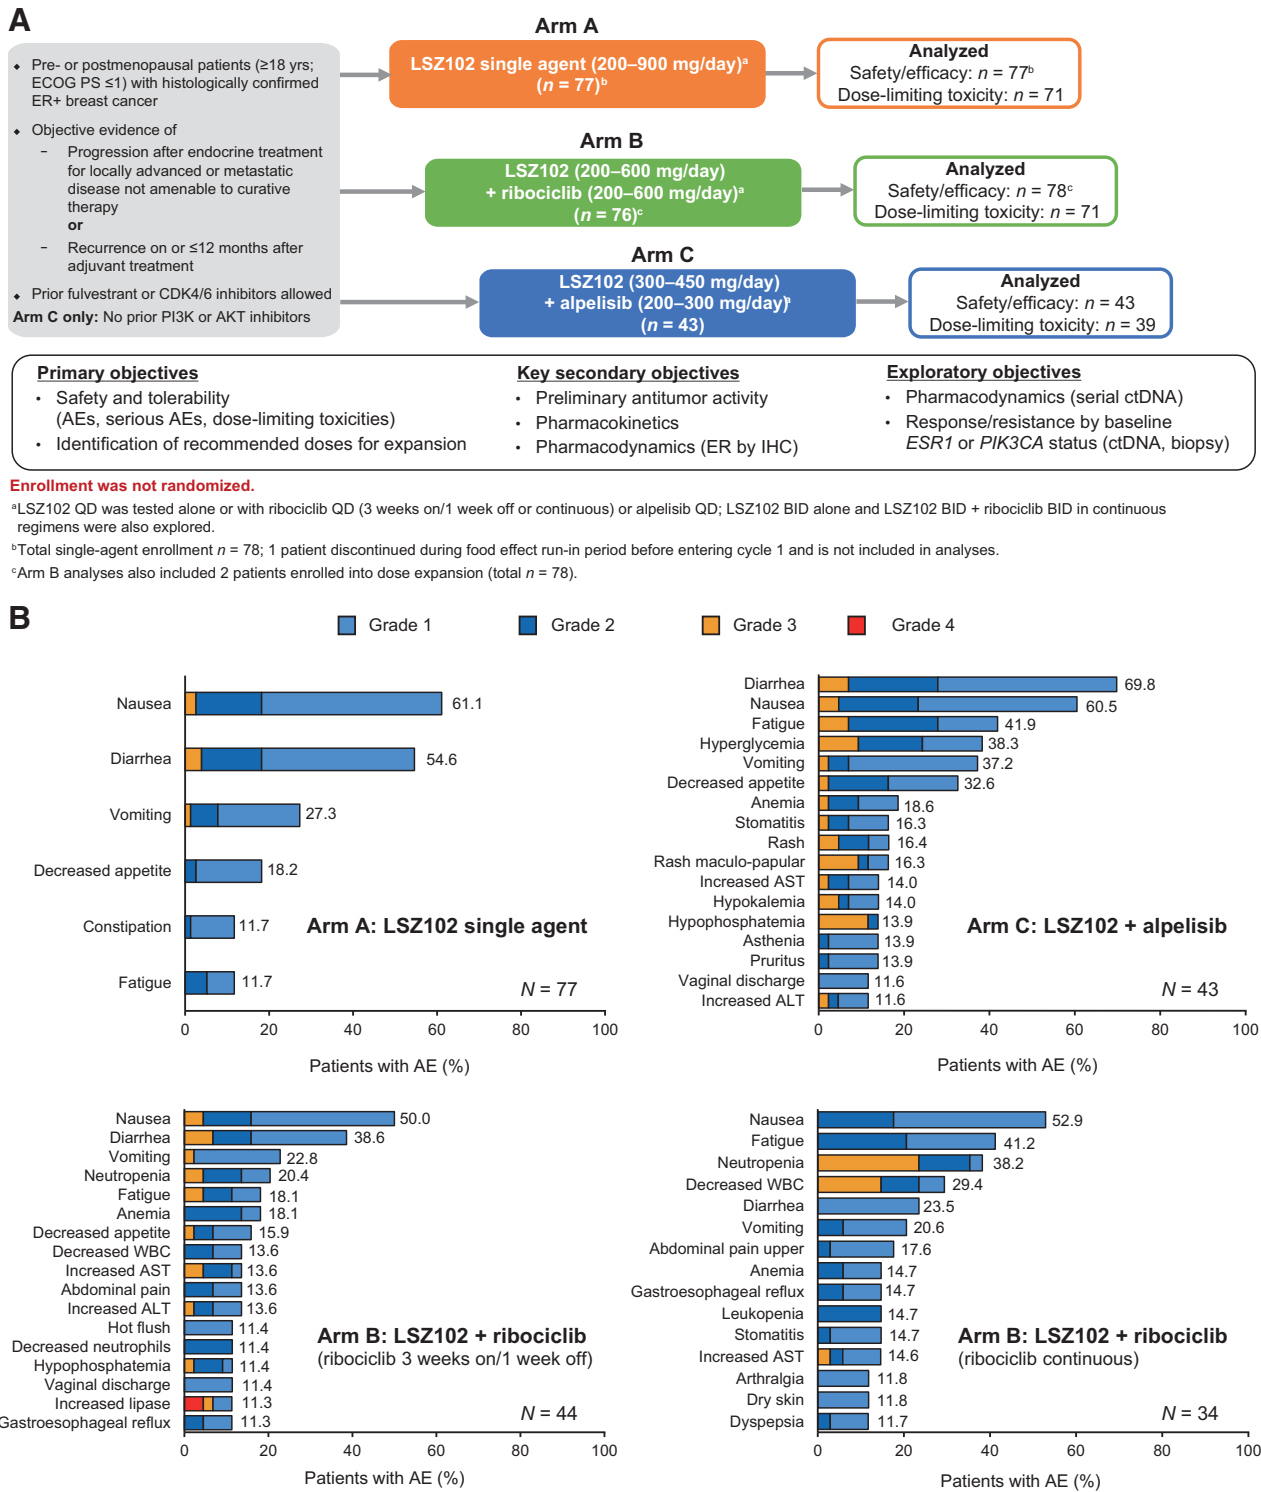 A
Pre- or postmenopausal patients (≥18 yrs;
ECOG PS ≤1) with histologically confirmed
ER+ breast cancer
Objective evidence of
– Progression after endocrine treatment
for locally advanced or metastatic
disease not amenable to curative
therapy
or
– Recurrence on or ≤12 months after
adjuvant treatment
Prior fulvestrant or CDK4/6 inhibitors allowed
Arm C only: No prior PI3K or AKT inhibitors
Arm A
LSZ102 single agent (200–900 mg/day)a
(n = 77)b
Analyzed
Safety/efficacy: n = 77b
Dose-limiting toxicity: n = 71
Arm B
LSZ102 (200–600 mg/day)
+ ribociclib (200–600 mg/day)a
(n = 76)c
Analyzed
Safety/efficacy: n = 78c
Dose-limiting toxicity: n = 71
Arm C
LSZ102 (300–450 mg/day)
+ alpelisib (200–300 mg/day)a
(n = 43)
Analyzed
Safety/efficacy: n = 43
Dose-limiting toxicity: n = 39
Primary objectives
• Safety and tolerability
(AEs, serious AEs, dose-limiting toxicities)
• Identification of recommended doses for expansion
Key secondary objectives
• Preliminary antitumor activity
• Pharmacokinetics
• Pharmacodynamics (ER by IHC)
Exploratory objectives
• Pharmacodynamics (serial ctDNA)
• Response/resistance by baseline
ESR1 or PIK3CA status (ctDNA, biopsy)
Enrollment was not randomized.
aLSZ102 QD was tested alone or with ribociclib QD (3 weeks on/1 week off or continuous) or alpelisib QD; LSZ102 BID alone and LSZ102 BID + ribociclib BID in continuous
regimens were also explored.
bTotal single-agent enrollment n = 78; 1 patient discontinued during food effect run-in period before entering cycle 1 and is not included in analyses.
cArm B analyses also included 2 patients enrolled into dose expansion (total n = 78).
B
Grade 1 Grade 2 Grade 3 Grade 4
Nausea 61.1
Diarrhea 54.6
Vomiting 27.3
Decreased appetite 18.2
Constipation 11.7
Fatigue 11.7
Arm A: LSZ102 single agent
N = 77
0 20 40 60 80 100
Patients with AE (%)
Diarrhea 69.8
Nausea 60.5
Fatigue 41.9
Hyperglycemia 38.3
Vomiting 37.2
Decreased appetite 32.6
Anemia 18.6
Stomatitis 16.3
Rash 16.4
Rash maculo-papular 16.3
Increased AST 14.0
Hypokalemia 14.0
Hypophosphatemia 13.9
Asthenia 13.9
Pruritus 13.9
Vaginal discharge 11.6
Increased ALT 11.6
Arm C: LSZ102 + alpelisib
N = 43
0 20 40 60 80 100
Patients with AE (%)
Nausea 50.0
Diarrhea 38.6
Vomiting 22.8
Neutropenia 20.4
Fatigue 18.1
Anemia 18.1
Decreased appetite 15.9
Decreased WBC 13.6
Increased AST 13.6
Abdominal pain 13.6
Increased ALT 13.6
Hot flush 11.4
Decreased neutrophils 11.4
Hypophosphatemia 11.4
Vaginal discharge 11.4
Increased lipase 11.3
Gastroesophageal reflux 11.3
Arm B: LSZ102 + ribociclib
(ribociclib 3 weeks on/1 week off)
N = 44
0 20 40 60 80 100
Patients with AE (%)
Nausea 52.9
Fatigue 41.2
Neutropenia 38.2
Decreased WBC 29.4
Diarrhea 23.5
Vomiting 20.6
Abdominal pain upper 17.6
Anemia 14.7
Gastroesophageal reflux 14.7
Leukopenia 14.7
Stomatitis 14.7
Increased AST 14.6
Arthralgia 11.8
Dry skin 11.8
Dyspepsia 11.7
Arm B: LSZ102 + ribociclib
(ribociclib continuous)
N = 34
0 20 40 60 80 100
Patients with AE (%)